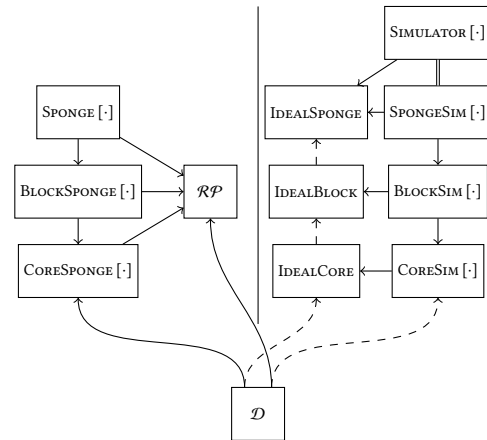 SIMULATOR [·]
SPONGE [·]
IDEALSPONGE
SPONGESIM [·]
BLOCKSPONGE [·]
RP
IDEALBLOCK
BLOCKSIM [·]
CORESPONGE [·]
IDEALCORE
CORESIM [·]
D